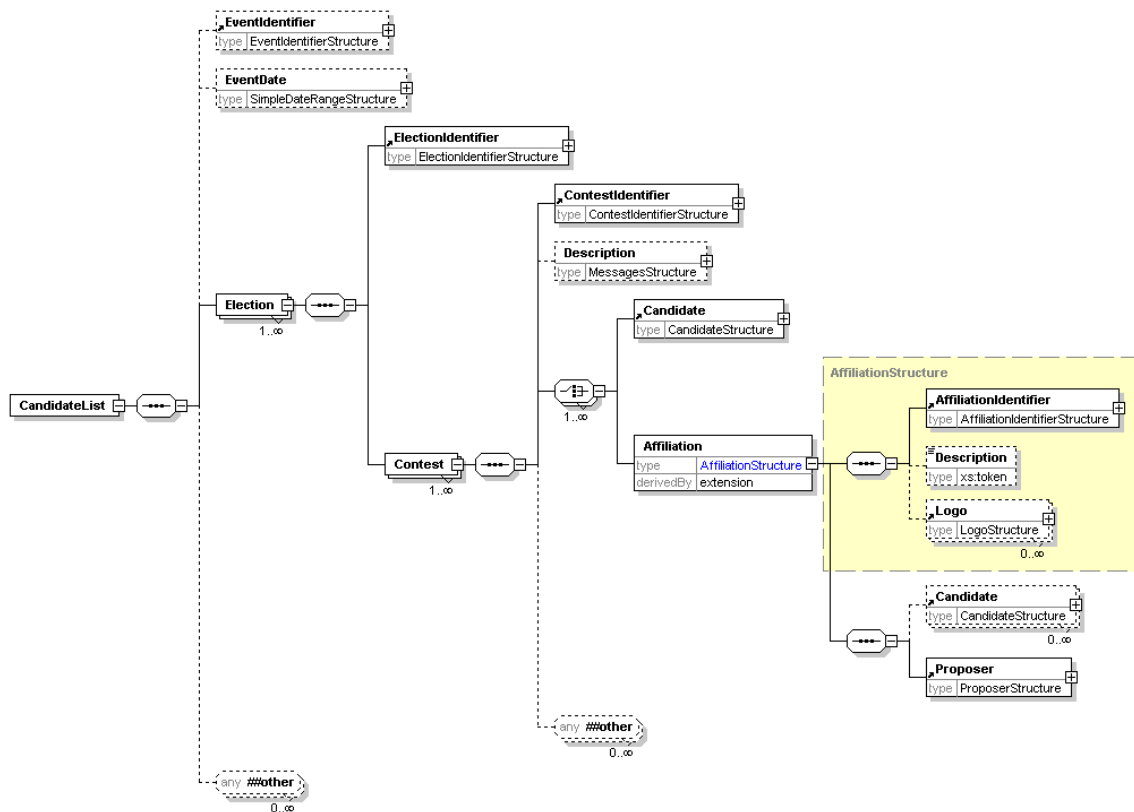 EventIdentifier
type EventIdentifierStructure
EventDate
type SimpleDateRangeStructure
ElectionIdentifier
type ElectionIdentifierStructure
ContestIdentifier
type ContestIdentifierStructure
Description
type MessagesStructure
Election
1..∞
Candidate
type CandidateStructure
AffiliationStructure
CandidateList
1..∞
AffiliationIdentifier
type AffiliationIdentifierStructure
Affiliation
type AffiliationStructure
derivedBy extension
Description
type xs:token
Contest
1..∞
Logo
type LogoStructure
0..∞
Candidate
type CandidateStructure
0..∞
Proposer
type ProposerStructure
any ##other
0..∞
any ##other
0..∞